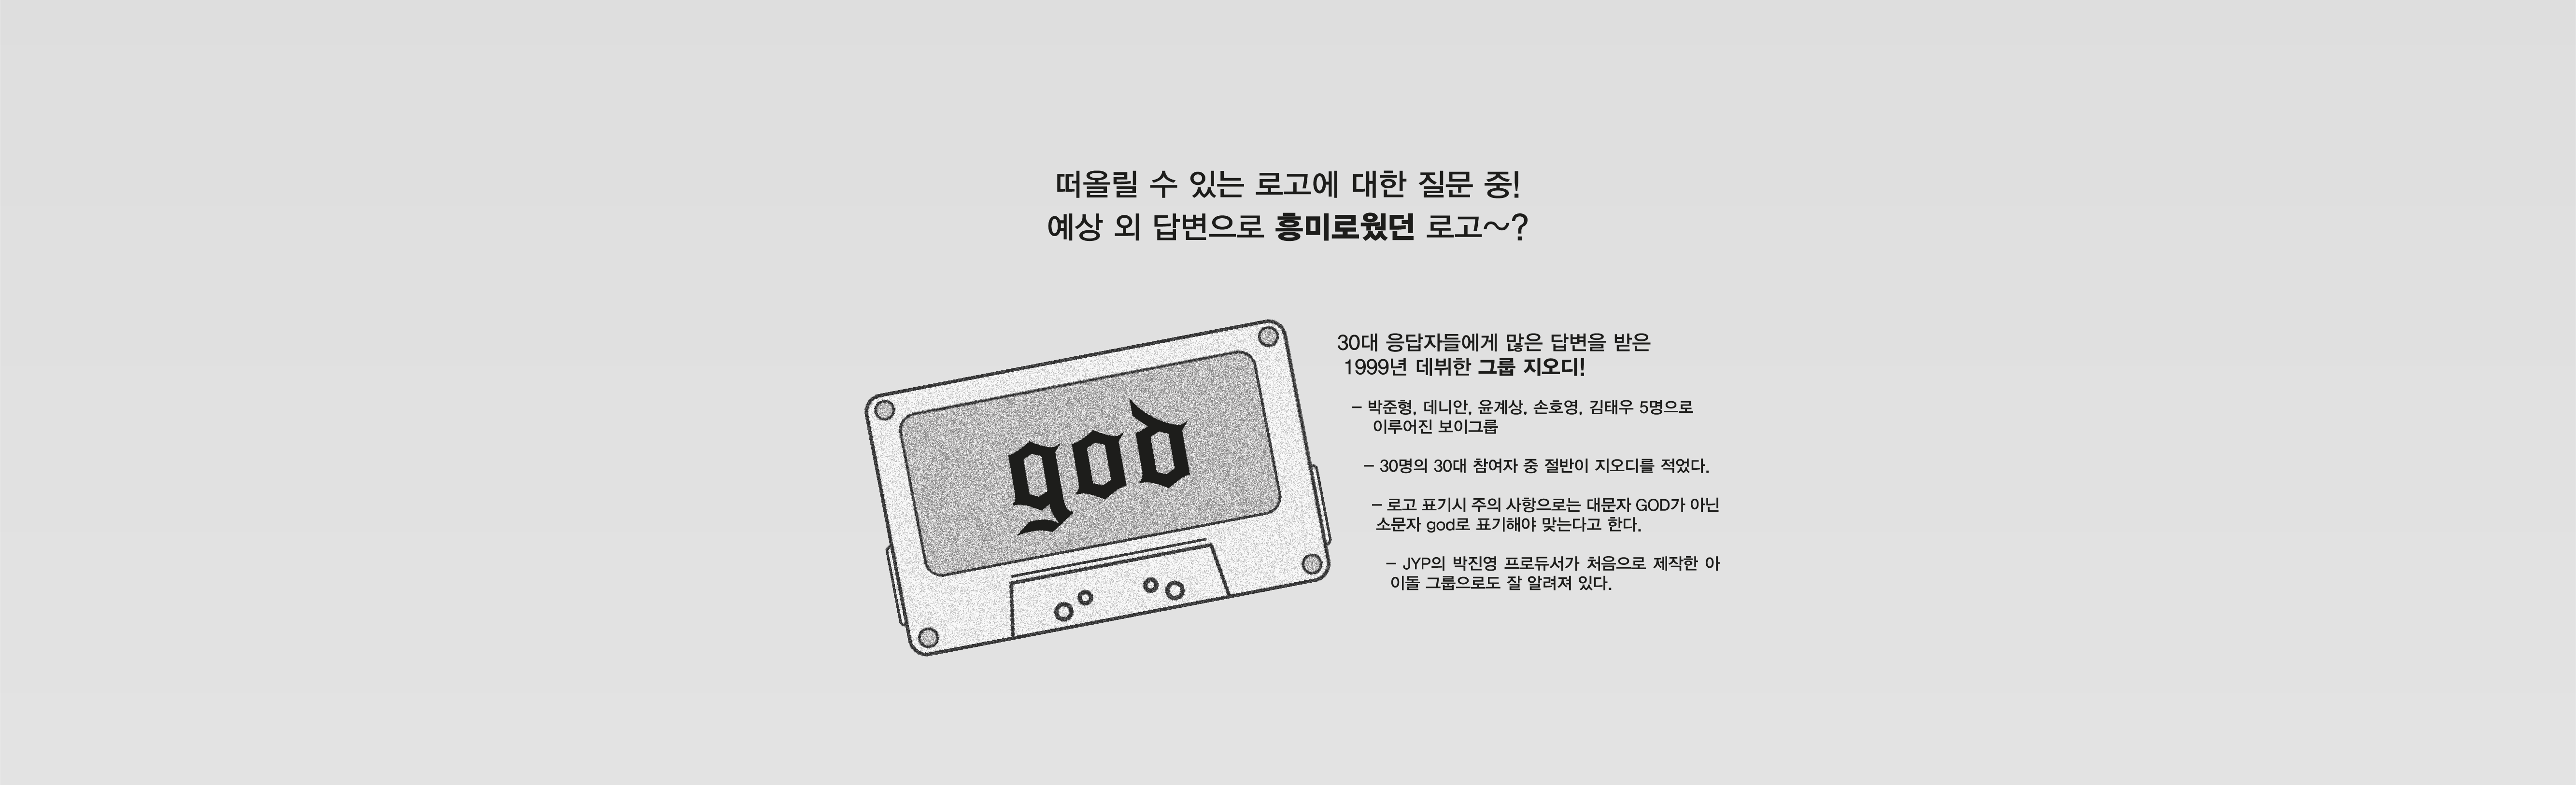 떠올릴 수 있는 로고에 대한 질문 중!
예상 외 답변으로 흥미로웠던 로고~?
god
30대 응답자들에게 많은 답변을 받은
1999년 데뷔한 그룹 지오디!
– 박준형, 데니안, 윤계상, 손호영, 김태우 5명으로
이루어진 보이그룹
– 30명의 30대 참여자 중 절반이 지오디를 적었다.
– 로고 표기시 주의 사항으로는 대문자 GOD가 아닌
소문자 god로 표기해야 맞는다고 한다.
– JYP의 박진영 프로듀서가 처음으로 제작한 아
이돌 그룹으로도 잘 알려져 있다.